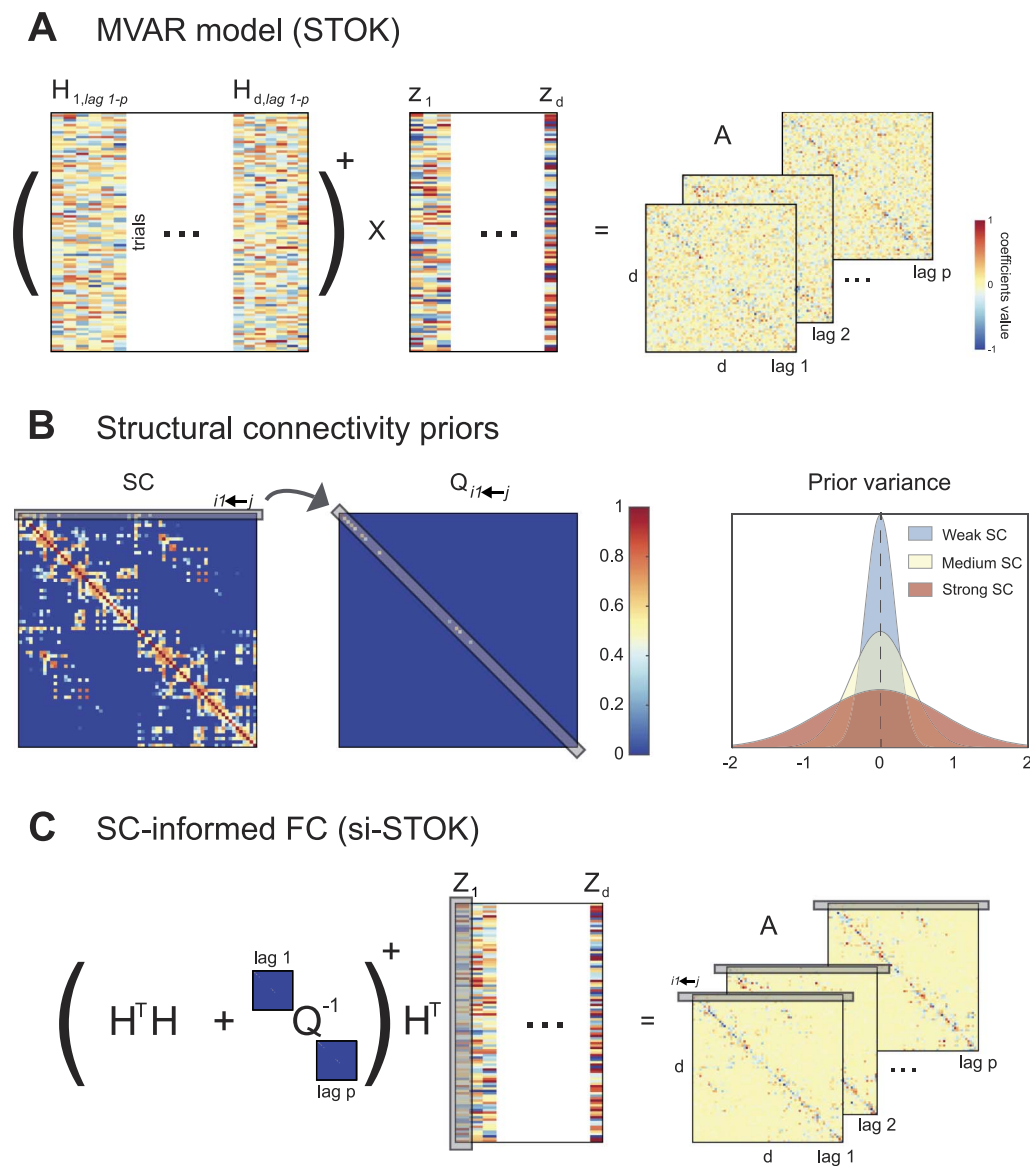 A MVAR model (STOK)
H1,lag 1-p Hd,lag 1-p z1 zd
+
A
trials
( ... ) X ... =
d
1
0
-1
coefficients value
lag p
...
lag 2
d lag 1
B Structural connectivity priors
SC
i1←j
Qi1←j
Prior variance
1
0.8
0.6
0.4
0.2
0
Weak SC
Medium SC
Strong SC
-2 -1 0 1 2
C SC-informed FC (si-STOK)
Z1 Zd
+
A
lag 1
i1←j
( HᵀH + Q⁻¹ ) Hᵀ ... =
lag p
d
lag p
...
lag 2
d lag 1